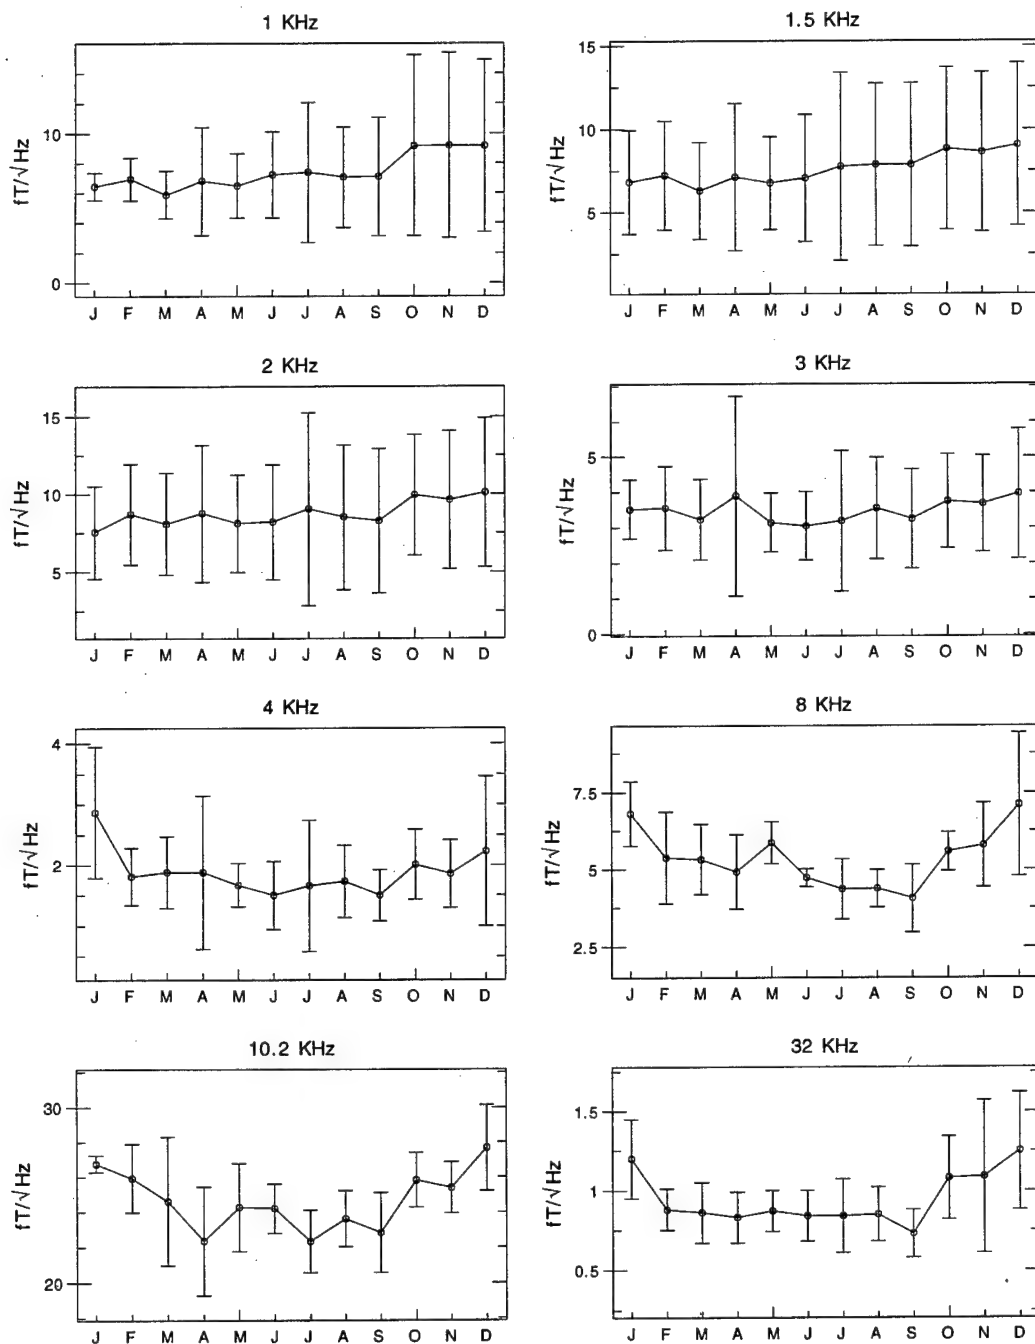 1 KHz
fT/√Hz
10
0
J F M A M J J A S O N D
1.5 KHz
fT/√Hz
15
10
5
J F M A M J J A S O N D
2 KHz
fT/√Hz
15
10
5
J F M A M J J A S O N D
3 KHz
fT/√Hz
5
0
J F M A M J J A S O N D
4 KHz
fT/√Hz
4
2
J F M A M J J A S O N D
8 KHz
fT/√Hz
7.5
5
2.5
J F M A M J J A S O N D
10.2 KHz
fT/√Hz
30
20
J F M A M J J A S O N D
32 KHz
fT/√Hz
1.5
1
0.5
J F M A M J J A S O N D